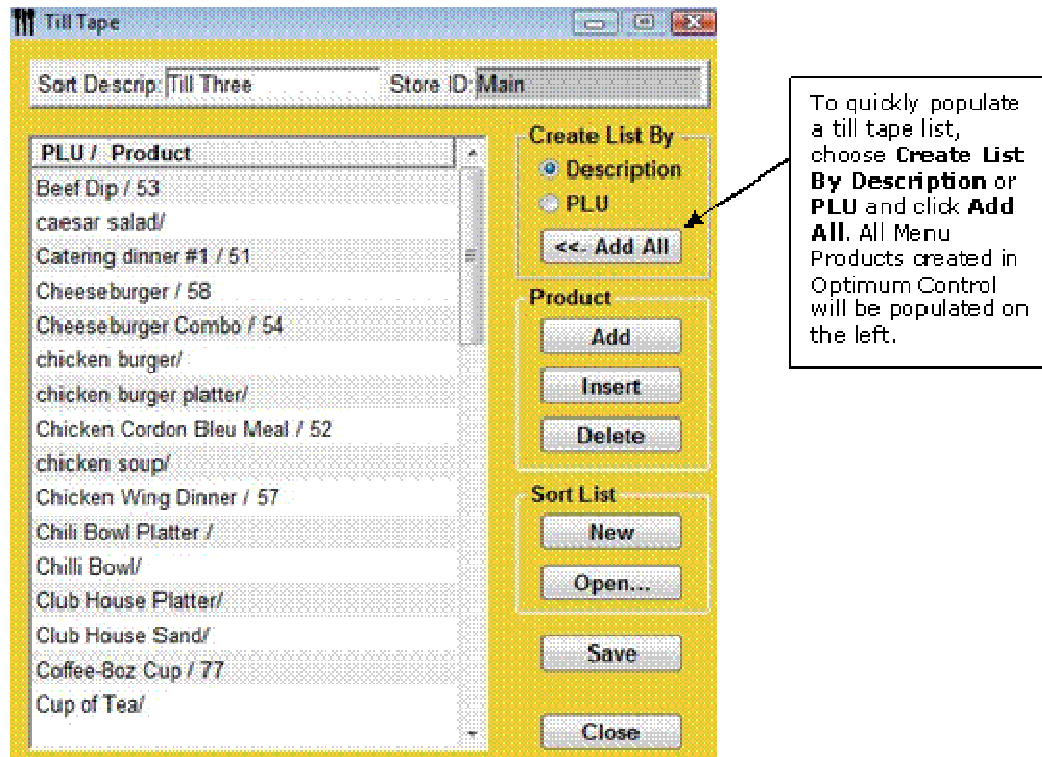 Till Tape
Sort Descrip: Till Three Store ID: Main
PLU / Product
Beef Dip / 53
caesar salad/
Catering dinner #1 / 51
Cheeseburger / 58
Cheeseburger Combo / 54
chicken burger/
chicken burger platter/
Chicken Cordon Bleu Meal / 52
chicken soup/
Chicken Wing Dinner / 57
Chili Bowl Platter /
Chilli Bowl/
Club House Platter/
Club House Sand/
Coffee-8oz Cup / 77
Cup of Tea/
Create List By
Description
PLU
<<- Add All
Product
Add
Insert
Delete
Sort List
New
Open...
Save
Close
To quickly populate
a till tape list,
choose Create List
By Description or
PLU and click Add
All. All Menu
Products created in
Optimum Control
will be populated on
the left.